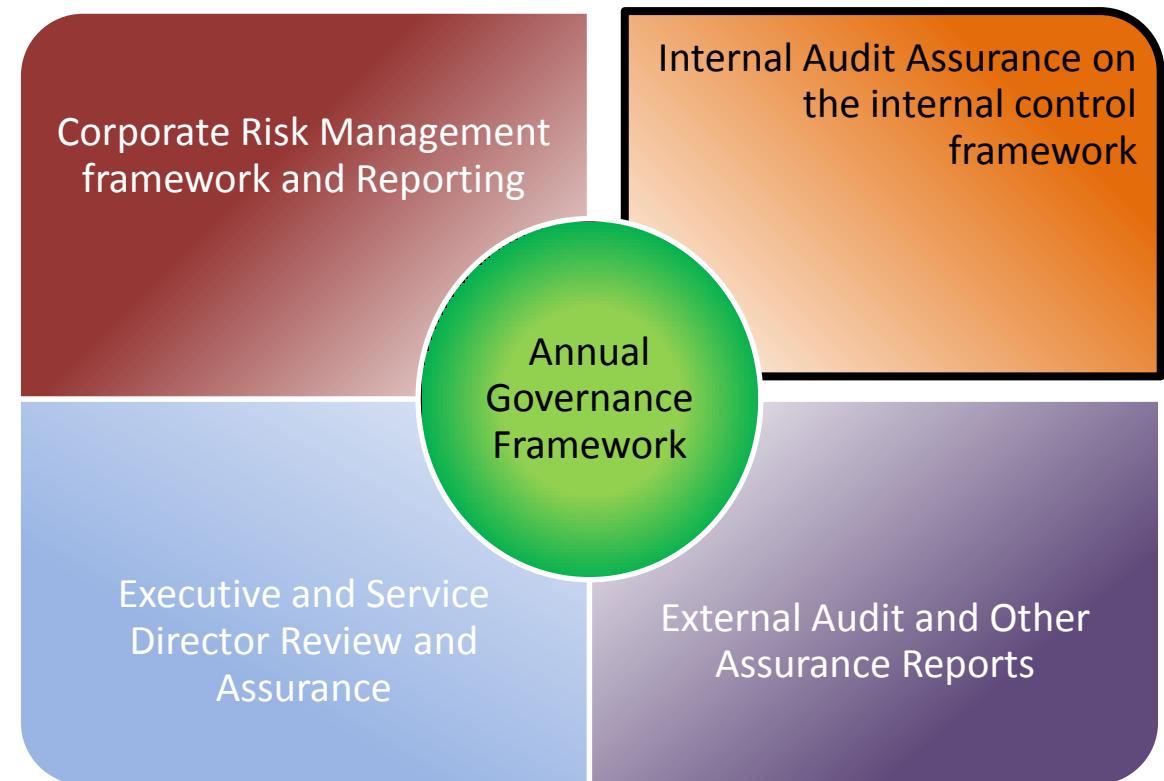 Corporate Risk Management
framework and Reporting
Internal Audit Assurance on
the internal control
framework
Annual
Governance
Framework
Executive and Service
Director Review and
Assurance
External Audit and Other
Assurance Reports